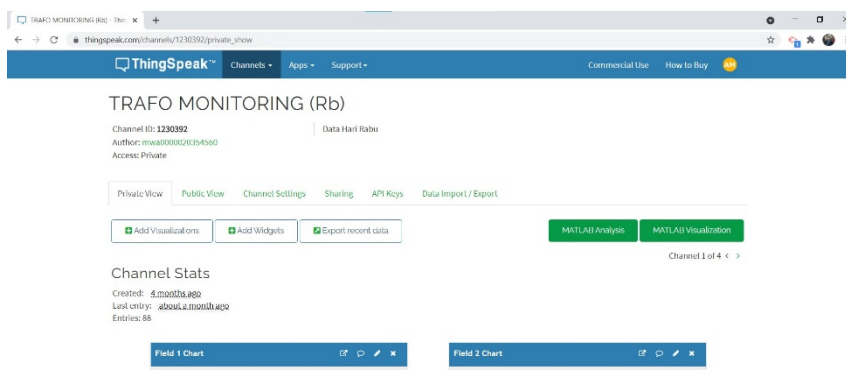 TRAFO MONITORING (Rb) - Thin
thingspeak.com/channels/1230392/private_show
ThingSpeak™ Channels Apps Support Commercial Use How to Buy AM
TRAFO MONITORING (Rb)
Channel ID: 1230392 Data Hari Rabu
Author: mwa0000020354560
Access: Private
Private View Public View Channel Settings Sharing API Keys Data Import / Export
Add Visualizations Add Widgets Export recent data MATLAB Analysis MATLAB Visualization
Channel 1 of 4 < >
Channel Stats
Created: 4 months ago
Last entry: about a month ago
Entries: 88
Field 1 Chart Field 2 Chart